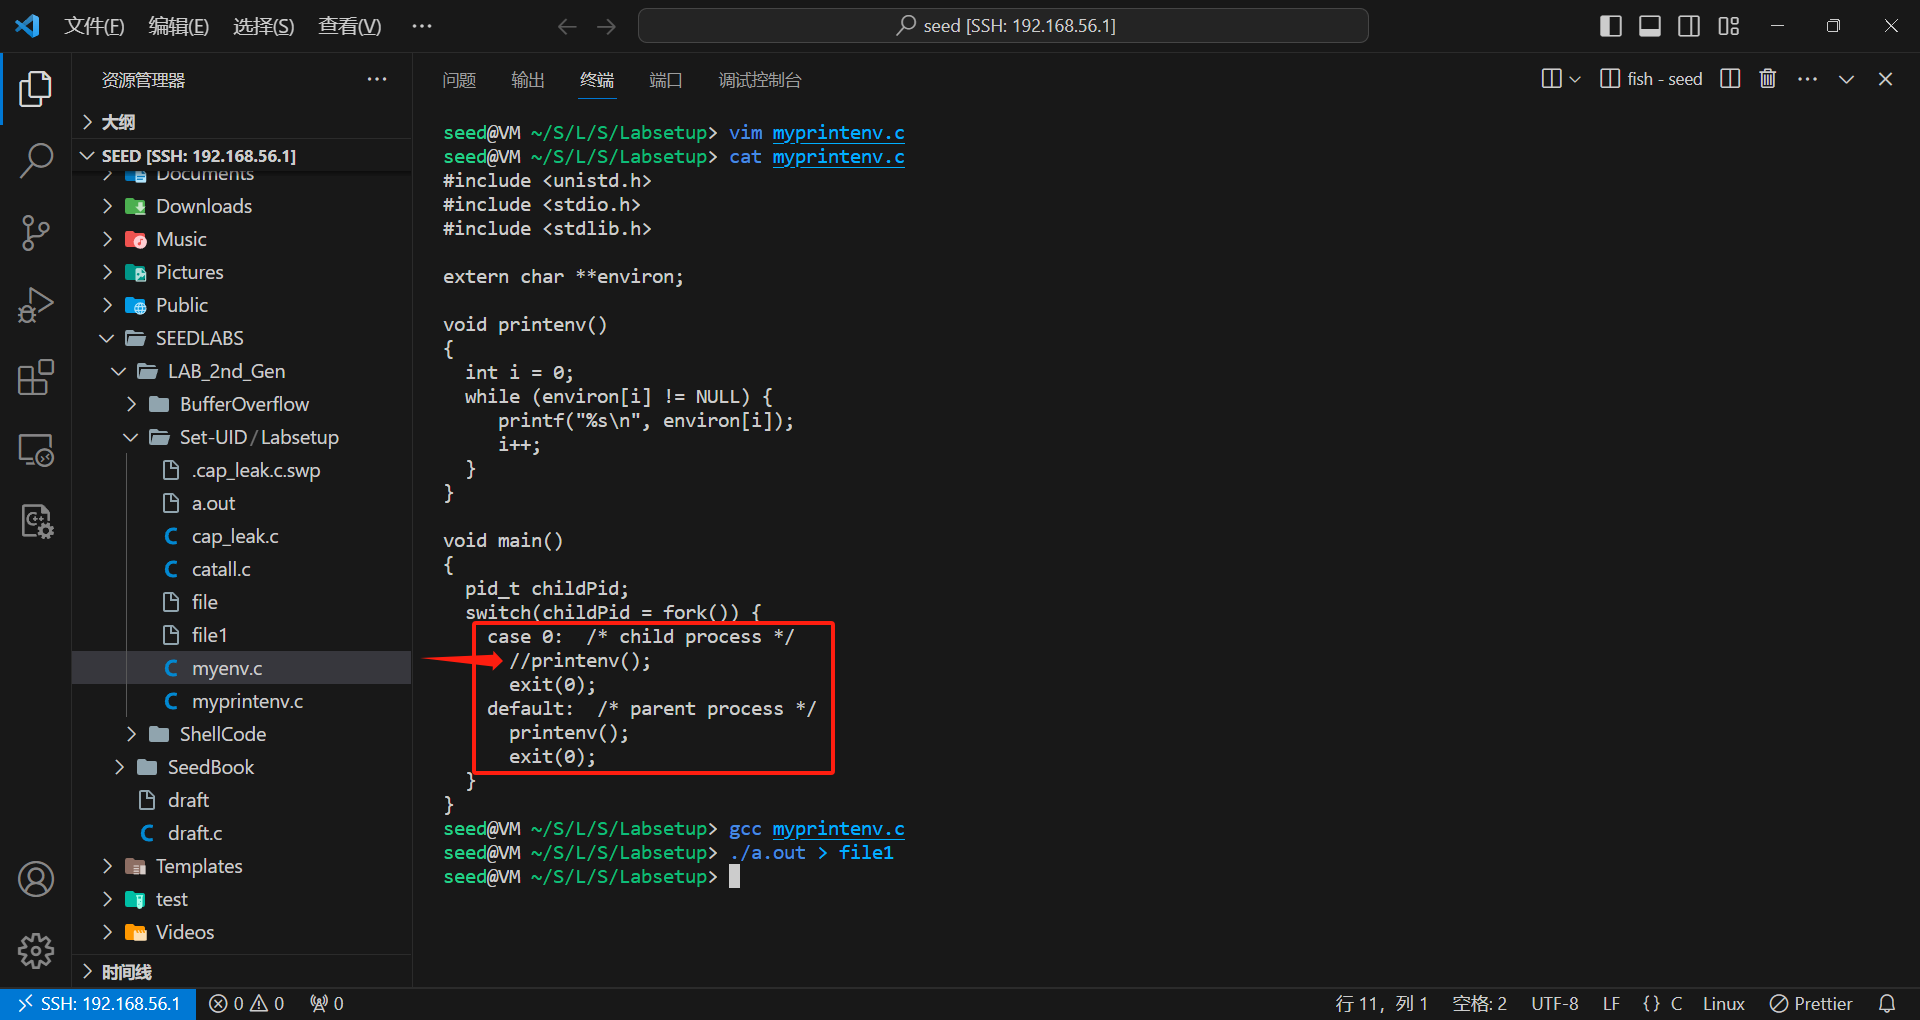 文件(F) 编辑(E) 选择(S) 查看(V) ···
seed [SSH: 192.168.56.1]
资源管理器
大纲
SEED [SSH: 192.168.56.1]
Documents
Downloads
Music
Pictures
Public
SEEDLABS
LAB_2nd_Gen
BufferOverflow
Set-UID / Labsetup
.cap_leak.c.swp
a.out
cap_leak.c
catall.c
file
file1
myenv.c
myprintenv.c
ShellCode
SeedBook
draft
draft.c
Templates
test
Videos
时间线
问题 输出 终端 端口 调试控制台
fish - seed
seed@VM ~/S/L/S/Labsetup> vim myprintenv.c
seed@VM ~/S/L/S/Labsetup> cat myprintenv.c
#include <unistd.h>
#include <stdio.h>
#include <stdlib.h>
extern char **environ;
void printenv()
{
int i = 0;
while (environ[i] != NULL) {
printf("%s\n", environ[i]);
i++;
}
}
void main()
{
pid_t childPid;
switch(childPid = fork()) {
case 0: /* child process */
//printenv();
exit(0);
default: /* parent process */
printenv();
exit(0);
}
}
seed@VM ~/S/L/S/Labsetup> gcc myprintenv.c
seed@VM ~/S/L/S/Labsetup> ./a.out > file1
seed@VM ~/S/L/S/Labsetup>
SSH: 192.168.56.1 0 0 0
行 11，列 1 空格: 2 UTF-8 LF {} C Linux Prettier